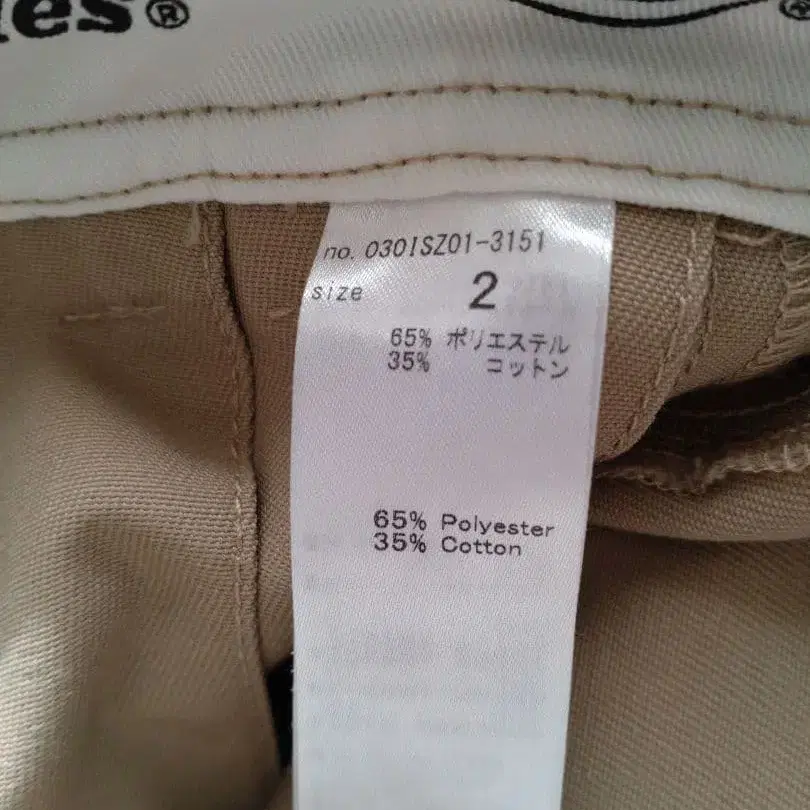 ies®
®
no. 030ISZ01-3151
size 2
65% ポリエステル
35% コットン
65% Polyester
35% Cotton